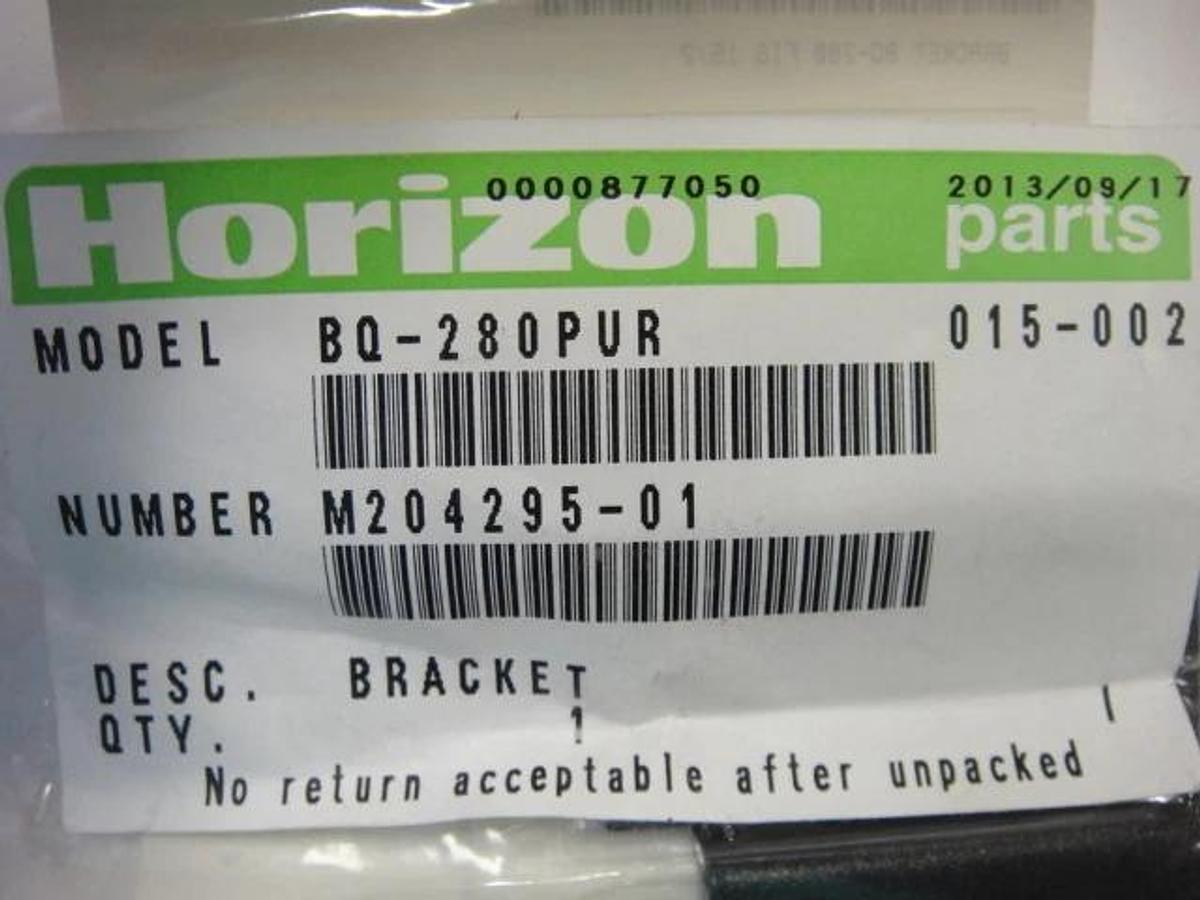 0000877050 2013/09/17
Horizon parts
MODEL BQ-280PUR 015-002
NUMBER M204295-01
DESC. BRACKET
QTY. 1 I
No return acceptable after unpacked